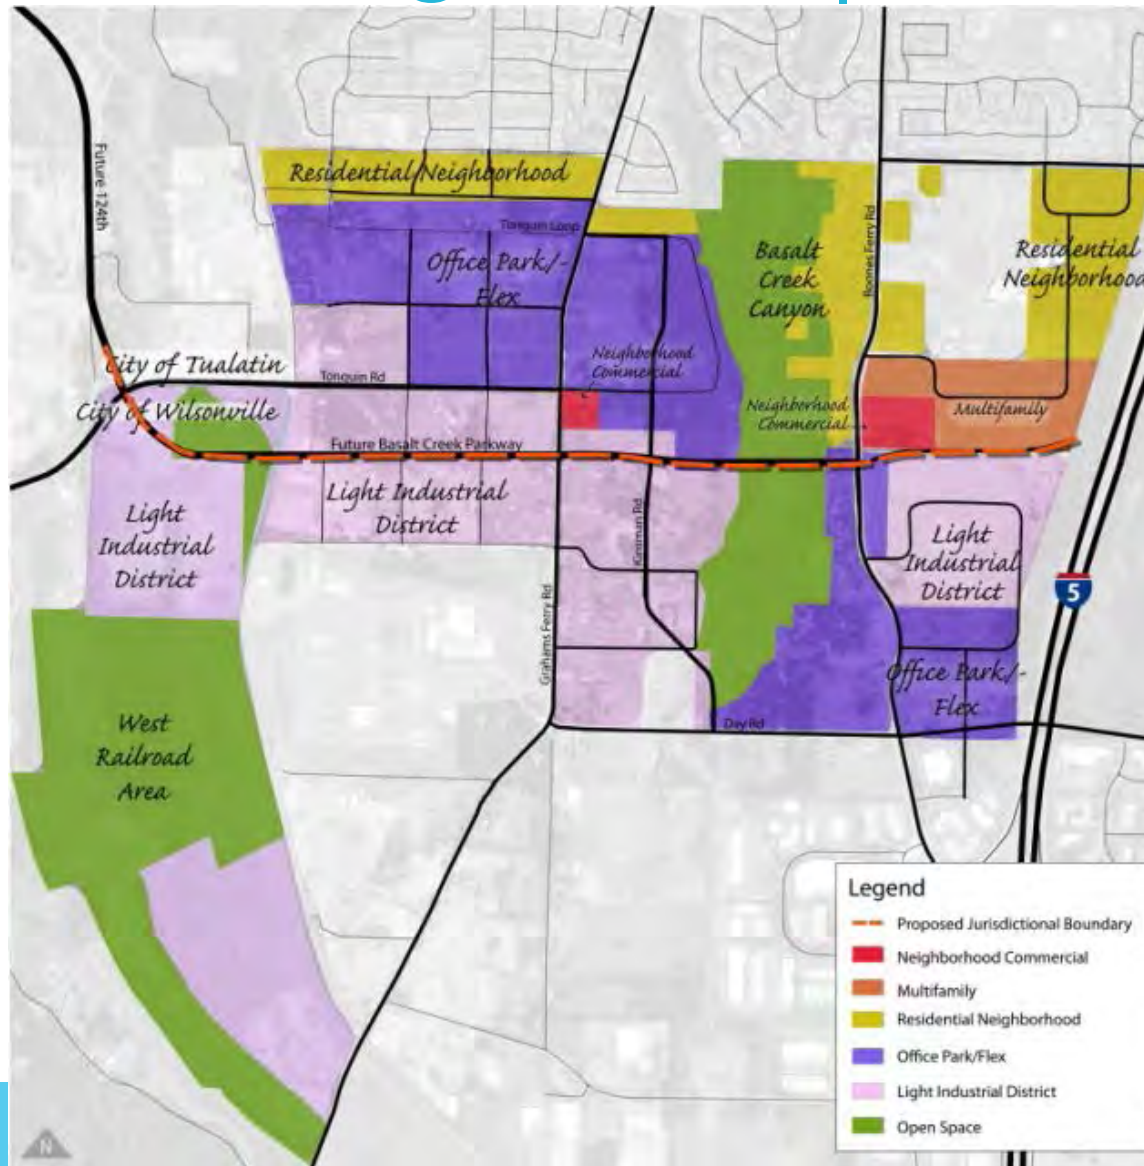 Future 124th
Residential Neighborhood
Tonquin Loop
Office Park/-
Flex
Basalt
Creek
Canyon
Boones Ferry Rd
Residential
Neighborhood
City of Tualatin
City of Wilsonville
Tonquin Rd
Neighborhood
Commercial
Neighborhood
Commercial
Multifamily
Future Basalt Creek Parkway
Light
Industrial
District
Light Industrial
District
Kinsman Rd
Light
Industrial
District
5
Grahams Ferry Rd
Office Park/-
Flex
Day Rd
West
Railroad
Area
Legend
Proposed Jurisdictional Boundary
Neighborhood Commercial
Multifamily
Residential Neighborhood
Office Park/Flex
Light Industrial District
Open Space
N